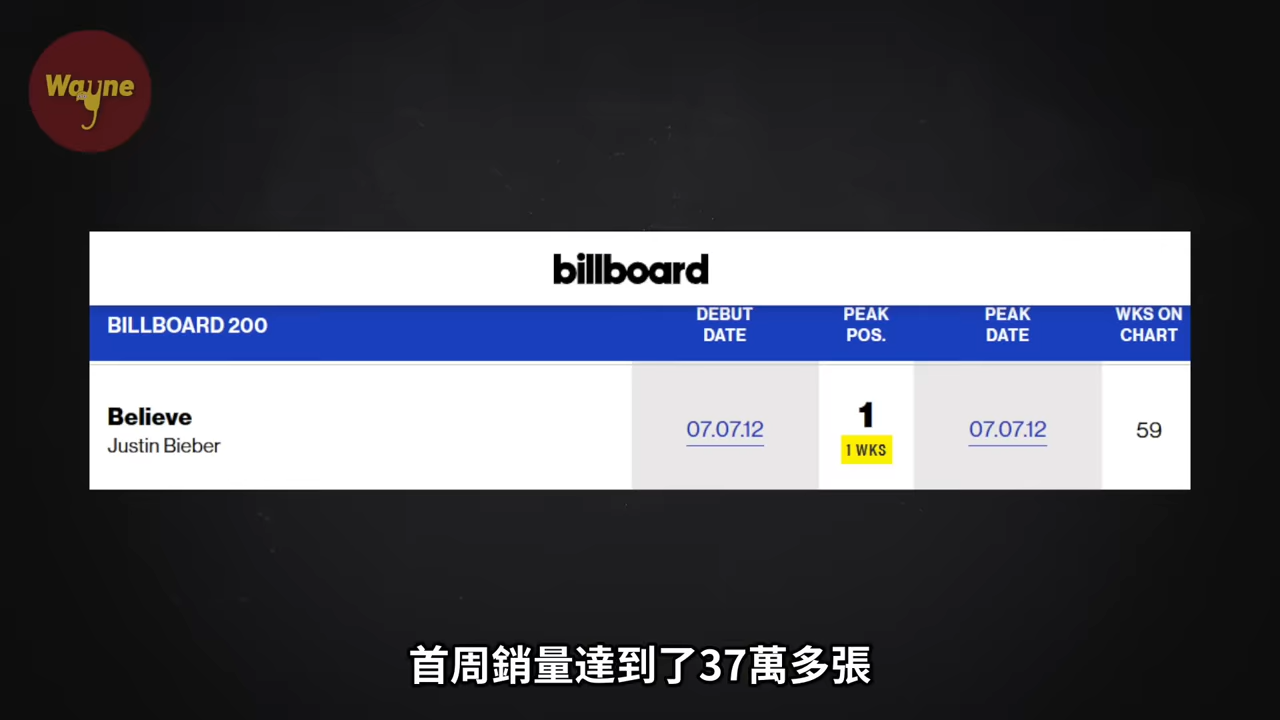 Wayne
billboard
BILLBOARD 200
DEBUT DATE
PEAK POS.
PEAK DATE
WKS ON CHART
Believe
Justin Bieber
07.07.12
1
1 WKS
07.07.12
59
首周銷量達到了37萬多張